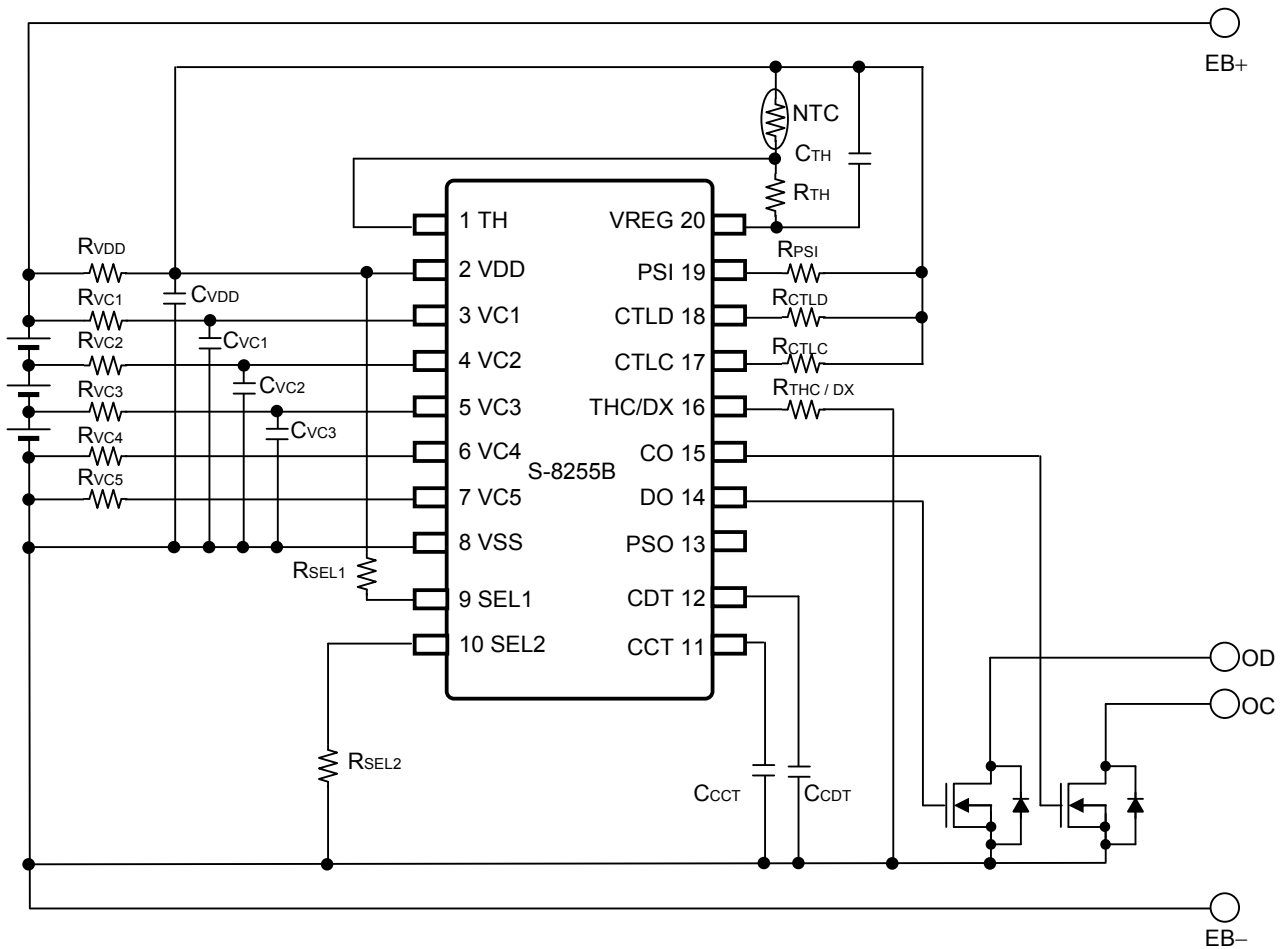 EB+
NTC
CTH
RTH
1 TH
VREG 20
RVDD
2 VDD
PSI 19
RPSI
CVDD
RVC1
3 VC1
CTLD 18
RCTLD
CVC1
RVC2
4 VC2
CTLC 17
RCTLC
CVC2
RVC3
5 VC3
THC/DX 16
RTHC / DX
CVC3
RVC4
6 VC4
CO 15
S-8255B
RVC5
7 VC5
DO 14
8 VSS
PSO 13
RSEL1
9 SEL1
CDT 12
10 SEL2
CCT 11
OD
OC
RSEL2
CCCT
CCDT
EB−